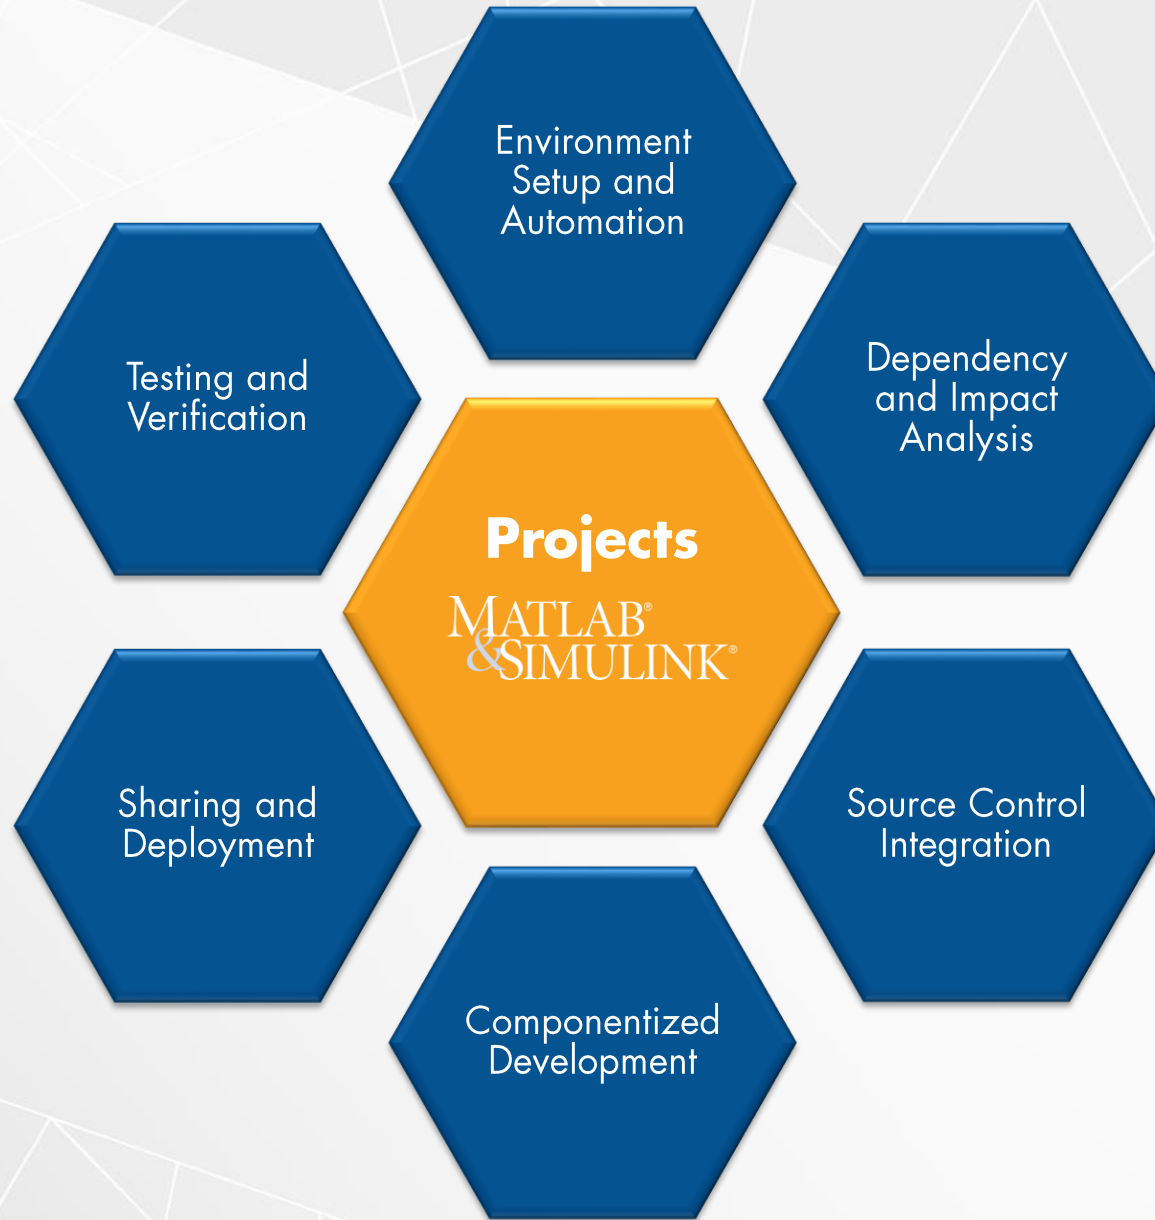 Environment
Setup and
Automation
Dependency
and Impact
Analysis
Testing and
Verification
Projects
MATLAB®
&SIMULINK®
Sharing and
Deployment
Source Control
Integration
Componentized
Development